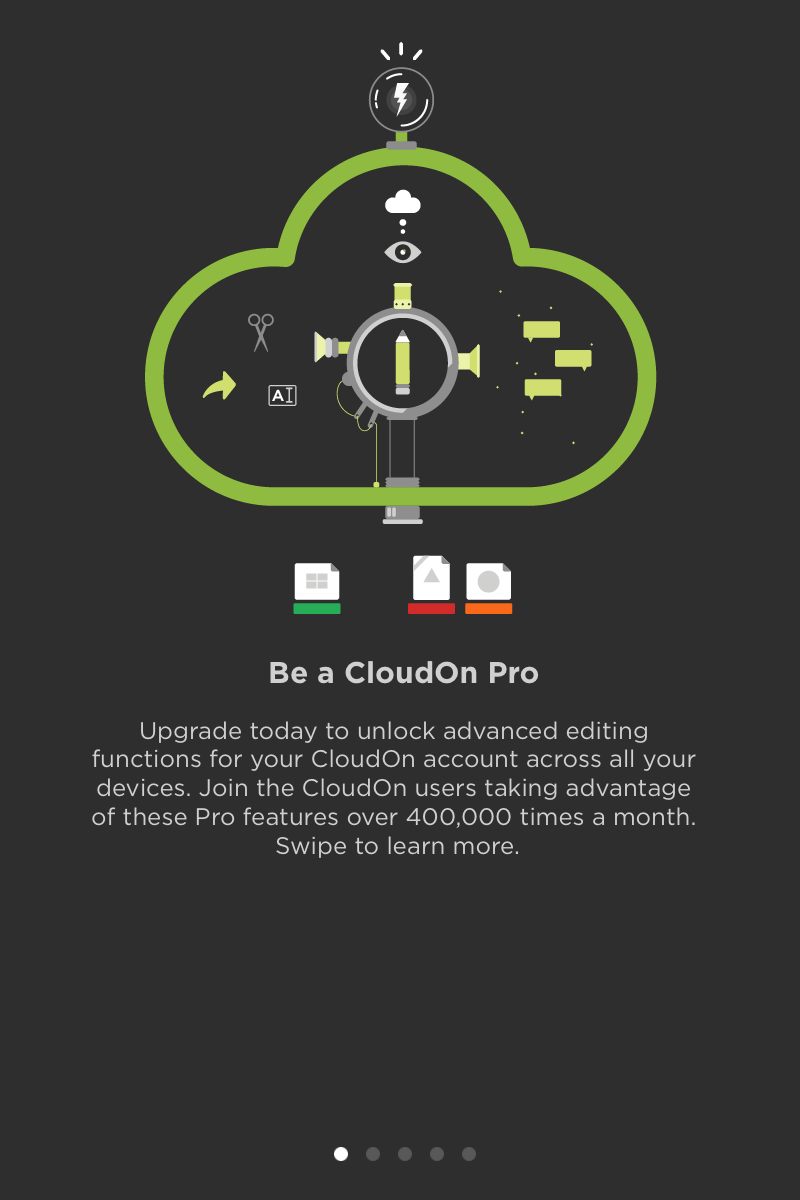 AI
Be a CloudOn Pro
Upgrade today to unlock advanced editing
functions for your CloudOn account across all your
devices. Join the CloudOn users taking advantage
of these Pro features over 400,000 times a month.
Swipe to learn more.